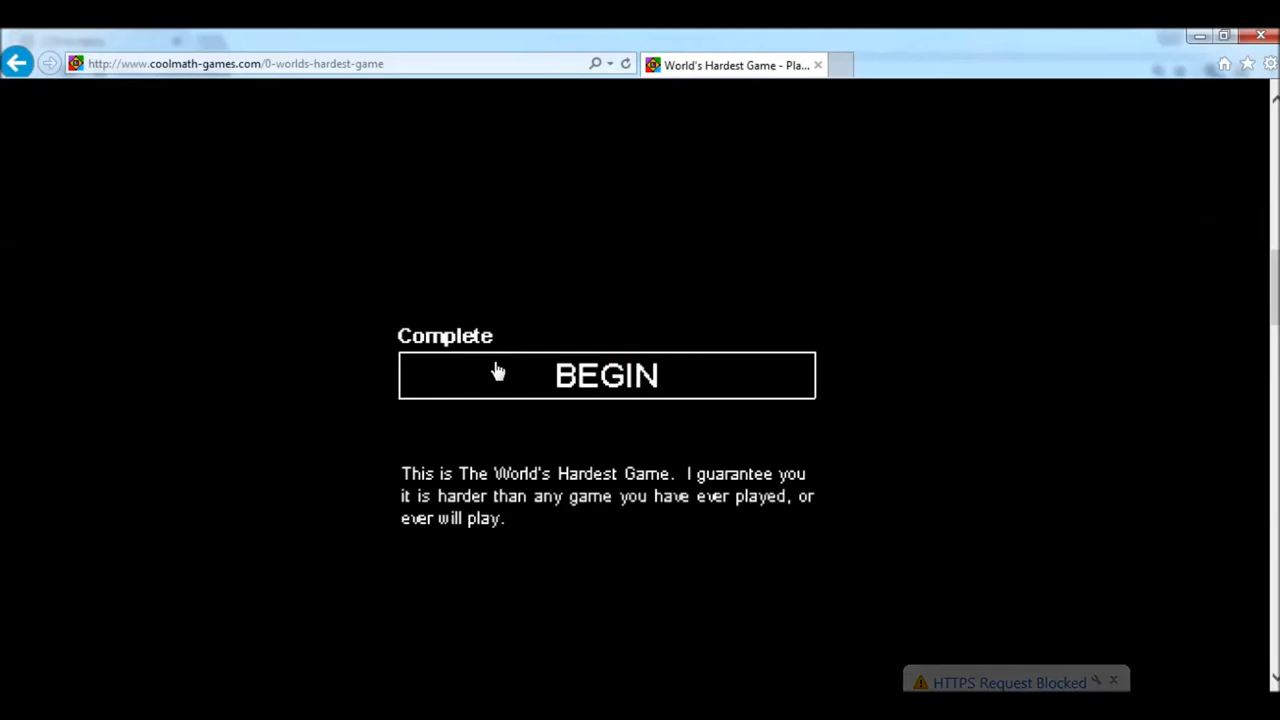 http://www.coolmath-games.com/0-worlds-hardest-game
World's Hardest Game - Pla...
Complete
BEGIN
This is The World's Hardest Game. I guarantee you
it is harder than any game you have ever played, or
ever will play.
HTTPS Request Blocked